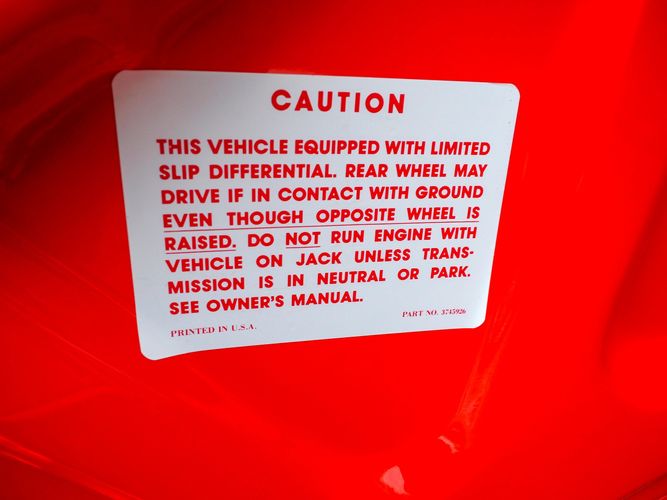 CAUTION
THIS VEHICLE EQUIPPED WITH LIMITED
SLIP DIFFERENTIAL. REAR WHEEL MAY
DRIVE IF IN CONTACT WITH GROUND
EVEN THOUGH OPPOSITE WHEEL IS
RAISED. DO NOT RUN ENGINE WITH
VEHICLE ON JACK UNLESS TRANS-
MISSION IS IN NEUTRAL OR PARK.
SEE OWNER'S MANUAL.
PRINTED IN U.S.A.
PART NO. 3745926